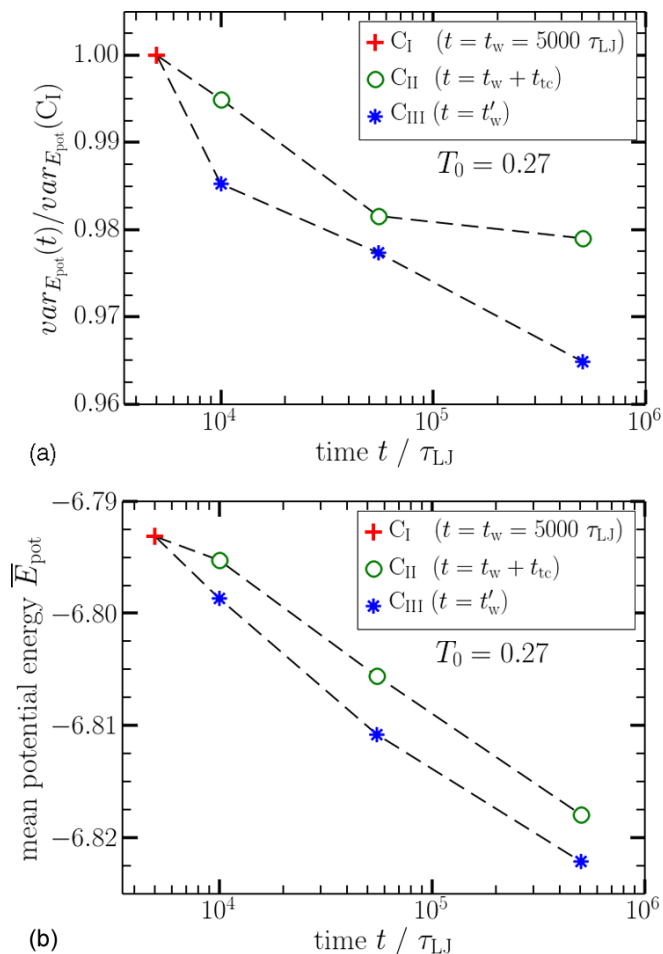 var_{E_pot}(t)/var_{E_pot}(C_I)
1.00
0.99
0.98
0.97
0.96
C_I (t = t_w = 5000 τ_LJ)
C_II (t = t_w + t_tc)
C_III (t = t'_w)
T_0 = 0.27
10^4 10^5 10^6
time t / τ_LJ
(a)
mean potential energy E̅_pot
−6.79
−6.80
−6.81
−6.82
C_I (t = t_w = 5000 τ_LJ)
C_II (t = t_w + t_tc)
C_III (t = t'_w)
T_0 = 0.27
10^4 10^5 10^6
time t / τ_LJ
(b)